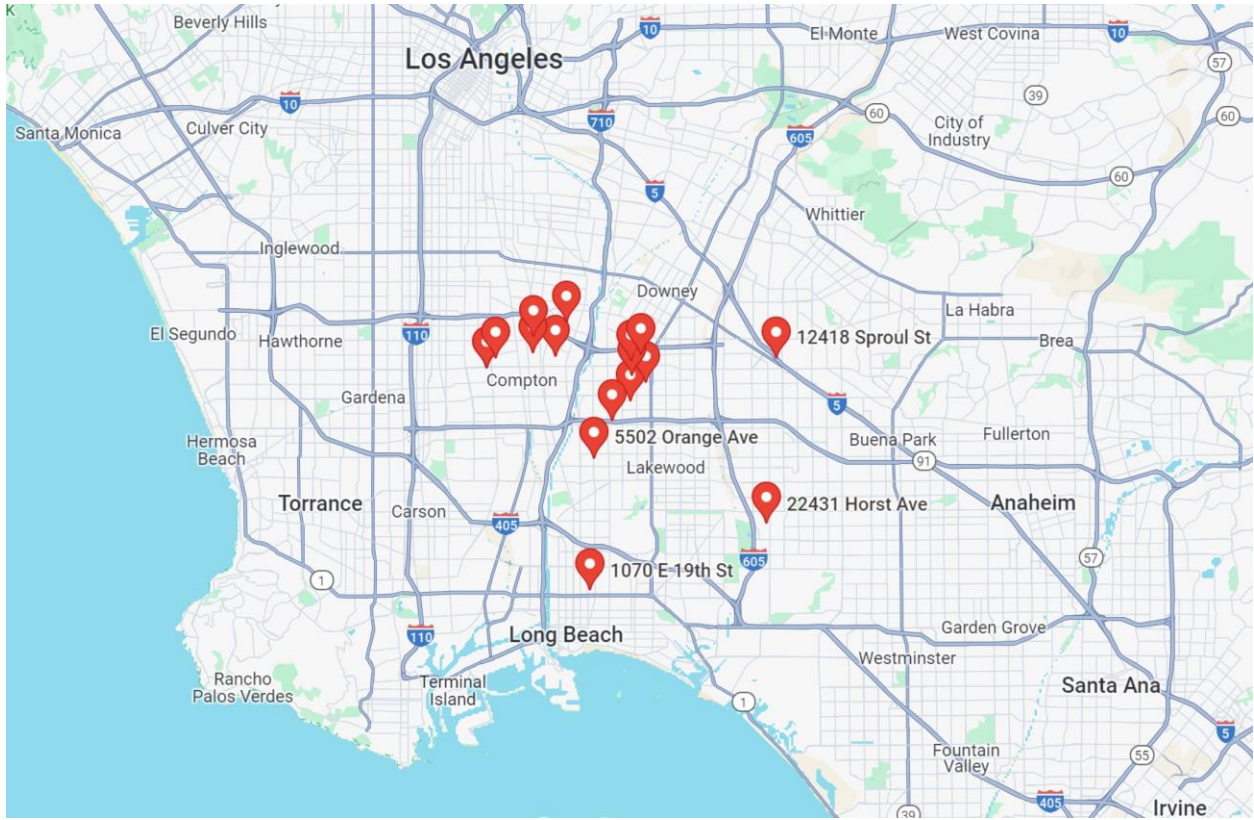 K
Beverly Hills
10
El Monte
West Covina
10
57
Los Angeles
39
10
710
60
City of
Industry
60
Santa Monica
Culver City
605
60
5
Whittier
Inglewood
Downey
La Habra
El Segundo
Hawthorne
110
12418 Sproul St
Brea
Compton
Gardena
5
Hermosa
Beach
5502 Orange Ave
Buena Park
Fullerton
91
Lakewood
Torrance
Carson
405
22431 Horst Ave
Anaheim
57
1
1070 E 19th St
605
110
Long Beach
Garden Grove
Westminster
Rancho
Palos Verdes
Terminal
Island
Santa Ana
1
5
Fountain
Valley
55
405
39
Irvine